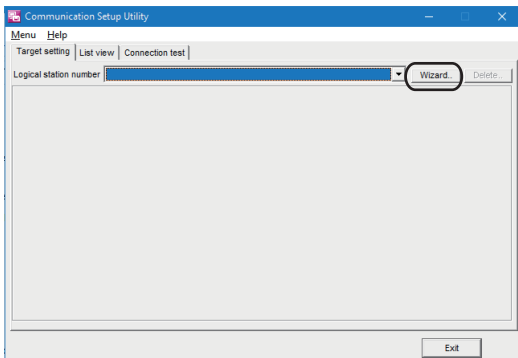 Communication Setup Utility
Menu Help
Target setting List view Connection test
Logical station number Wizard.. Delete..
Exit